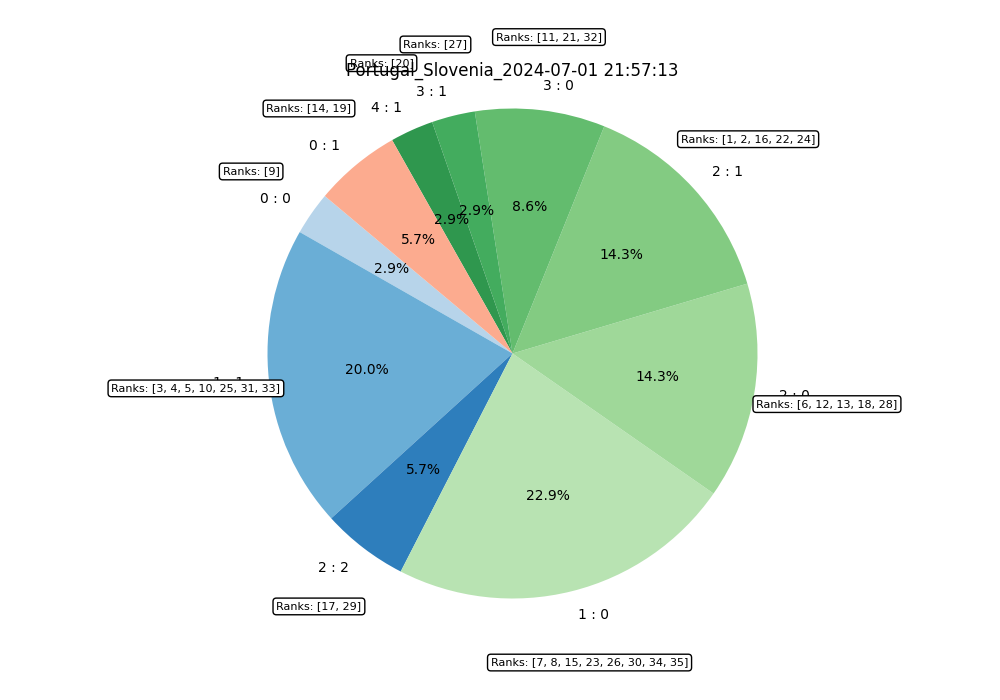 Ranks: [11, 21, 32]
Ranks: [27]
Ranks: [20]
Portugal_Slovenia_2024-07-01 21:57:13
3 : 0
3 : 1
4 : 1
Ranks: [14, 19]
0 : 1
Ranks: [1, 2, 16, 22, 24]
2 : 1
Ranks: [9]
0 : 0
8.6%
2.9%
2.9%
5.7%
14.3%
2.9%
20.0%
14.3%
1 : 1
Ranks: [3, 4, 5, 10, 25, 31, 33]
2 : 0
Ranks: [6, 12, 13, 18, 28]
5.7%
22.9%
2 : 2
Ranks: [17, 29]
1 : 0
Ranks: [7, 8, 15, 23, 26, 30, 34, 35]